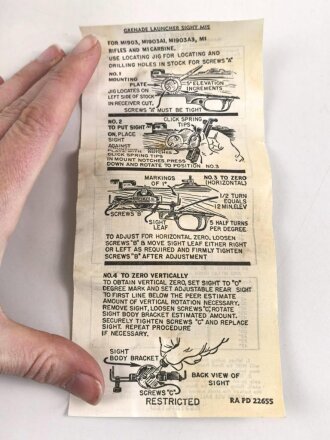 GRENADE LAUNCHER SIGHT M15
FOR M1903, M1903A1, M1903A3, M1
RIFLES AND M1 CARBINE.
USE LOCATING JIG FOR LOCATING AND
DRILLING HOLES IN STOCK FOR SCREWS "A"
NO. 1
MOUNTING
PLATE
JIG LOCATES ON
LEFT SIDE OF STOCK
IN RECEIVER CUT.
5° ELEVATION
INCREMENTS
SCREWS "A" MUST BE TIGHT
NO. 2
TO PUT SIGHT
ON, PLACE
SIGHT
AGAINST
PLATE WITH NOTCHES
CLICK SPRING TIPS
IN MOUNT NOTCHES PRESS
DOWN AND ROTATE TO POSITION
CLICK SPRING
TIPS
NO. 3
MARKINGS
OF 1°
NO. 3 TO ZERO
(HORIZONTAL)
1/2 TURN
EQUALS
12 MIN. ELEV
SCREWS "B"
SIGHT
LEAF
5 HALF TURNS
PER DEGREE.
TO ADJUST FOR HORIZONTAL ZERO, LOOSEN
SCREWS "B" & MOVE SIGHT LEAF EITHER RIGHT
OR LEFT AS REQUIRED AND FIRMLY TIGHTEN
SCREWS "B" AFTER ADJUSTMENT
NO. 4 TO ZERO VERTICALLY
TO OBTAIN VERTICAL ZERO, SET SIGHT TO "O"
DEGREE MARK AND SET ADJUSTABLE REAR SIGHT
TO FIRST LINE BELOW THE PEER ESTIMATE
AMOUNT OF VERTICAL ROTATION NECESSARY.
REMOVE SIGHT, LOOSEN SCREWS "C", ROTATE
SIGHT BODY BRACKET ESTIMATED AMOUNT.
SECURELY TIGHTEN SCREWS "C" AND REPLACE
SIGHT. REPEAT PROCEDURE
IF NECESSARY.
SIGHT
BODY BRACKET
BACK VIEW OF
SIGHT
SCREWS "C"
RESTRICTED
RA PD 22655